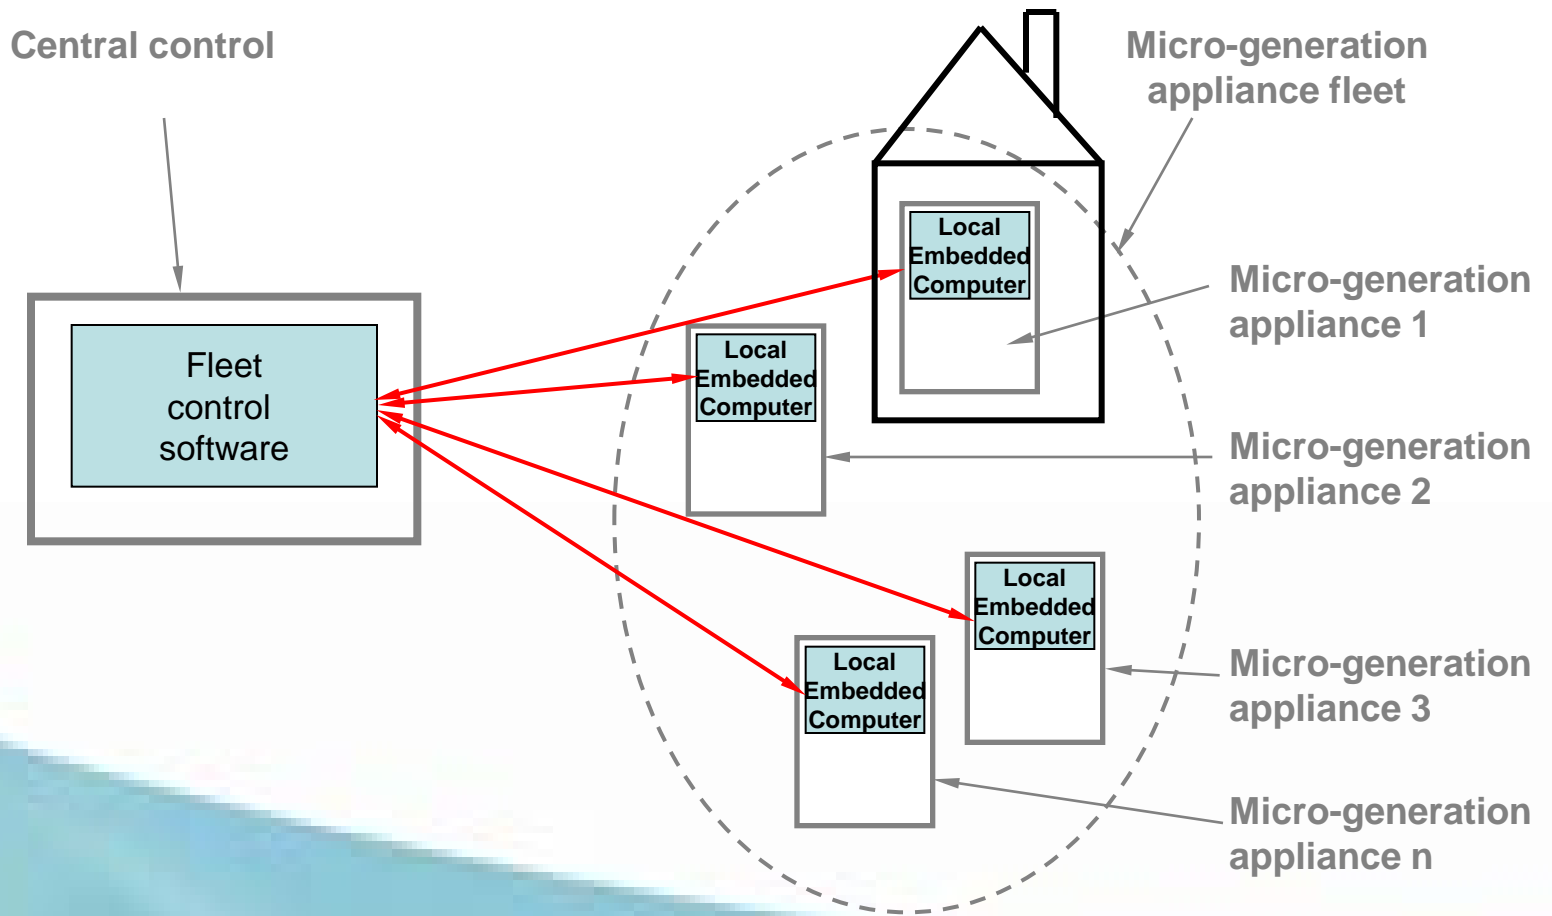 Central control
Micro-generation
appliance fleet
Local
Embedded
Computer
Micro-generation
appliance 1
Fleet
control
software
Local
Embedded
Computer
Micro-generation
appliance 2
Local
Embedded
Computer
Local
Embedded
Computer
Micro-generation
appliance 3
Micro-generation
appliance n